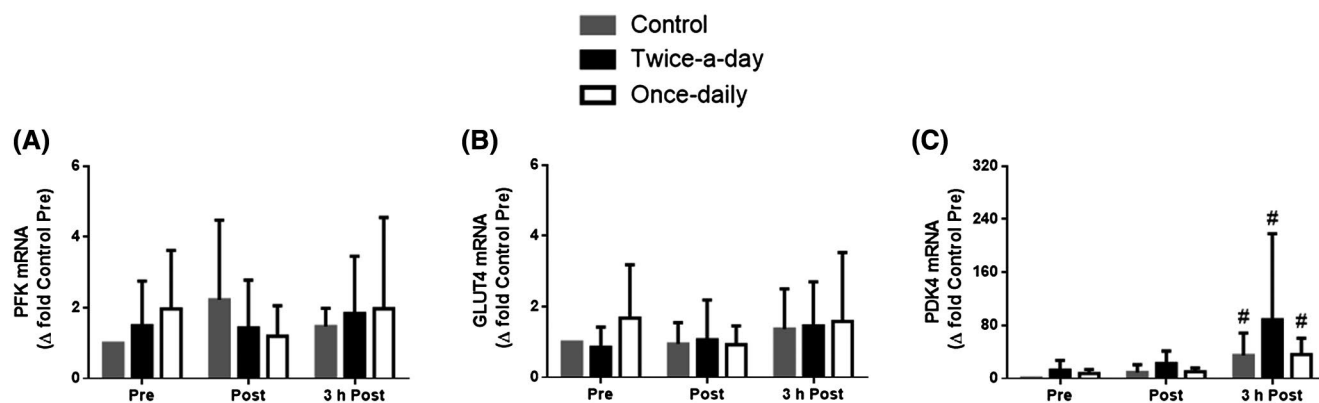 Control
Twice-a-day
Once-daily
(A)
PFK mRNA
(Δ fold Control Pre)
6
4
2
0
Pre
Post
3 h Post
(B)
GLUT4 mRNA
(Δ fold Control Pre)
6
4
2
0
Pre
Post
3 h Post
(C)
PDK4 mRNA
(Δ fold Control Pre)
320
240
160
80
0
#
#
#
Pre
Post
3 h Post